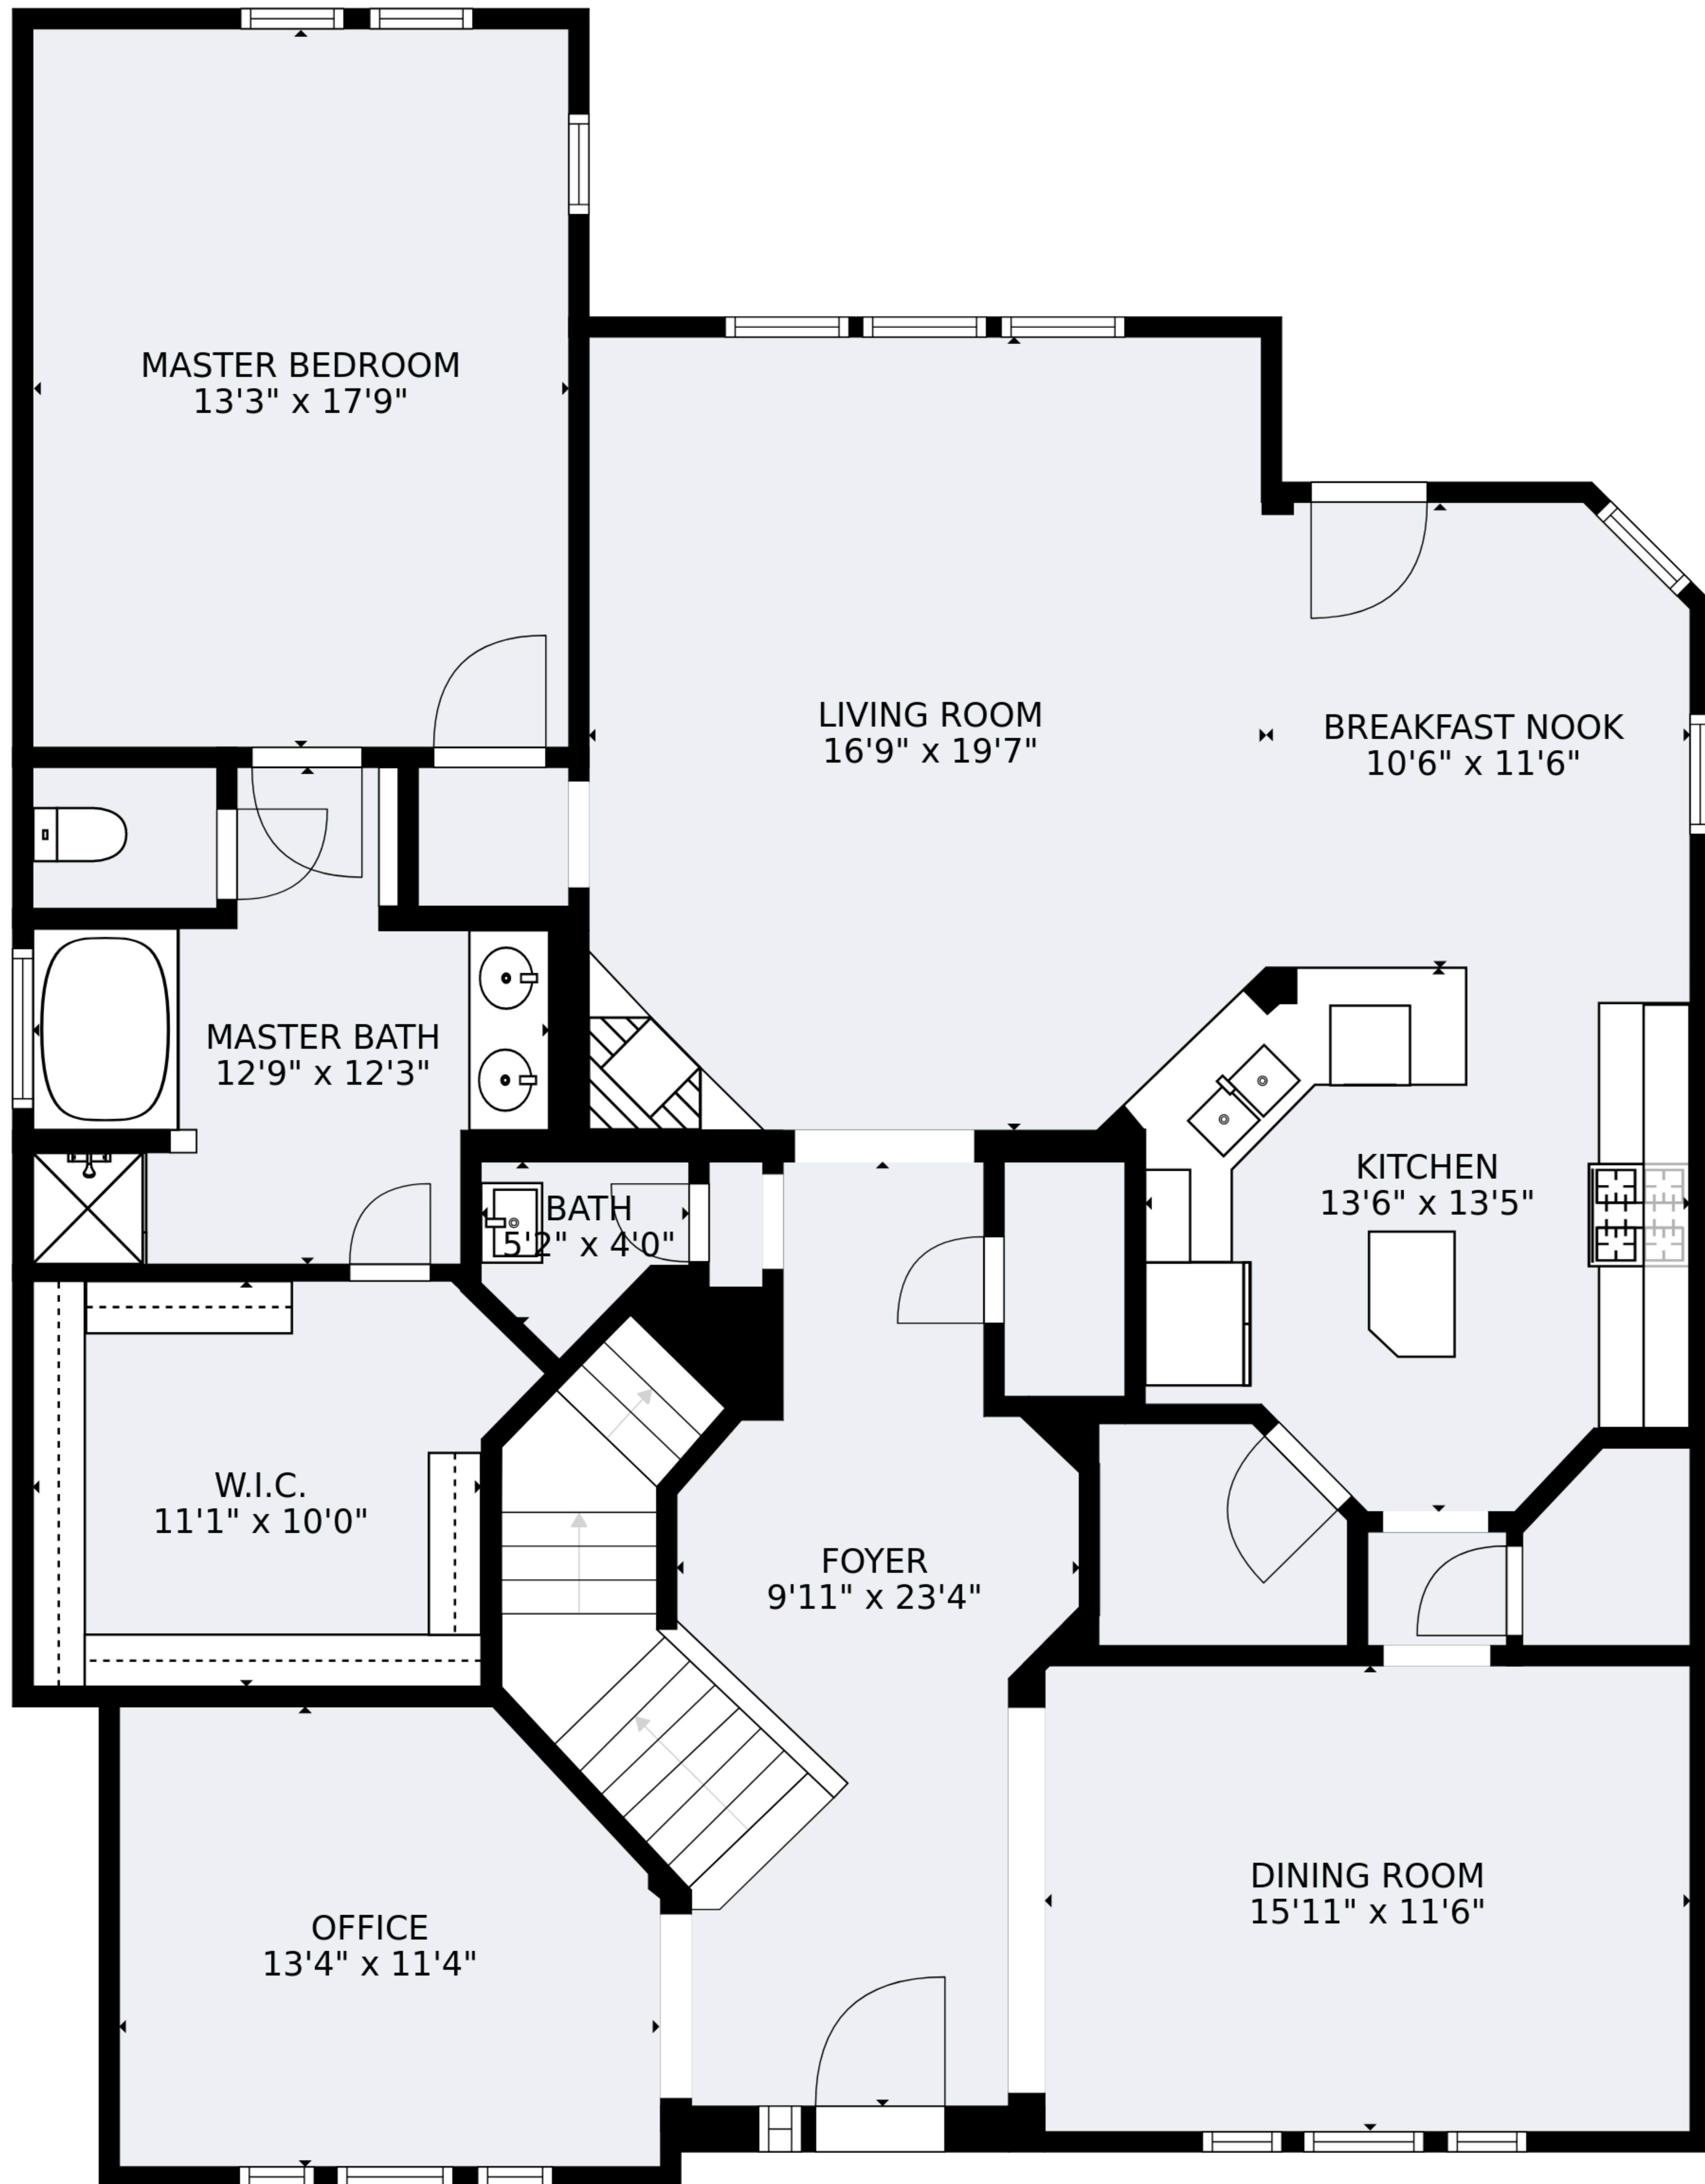 MASTER BEDROOM
13'3" x 17'9"
LIVING ROOM
16'9" x 19'7"
BREAKFAST NOOK
10'6" x 11'6"
MASTER BATH
12'9" x 12'3"
BATH
5'2" x 4'0"
KITCHEN
13'6" x 13'5"
W.I.C.
11'1" x 10'0"
FOYER
9'11" x 23'4"
DINING ROOM
15'11" x 11'6"
OFFICE
13'4" x 11'4"